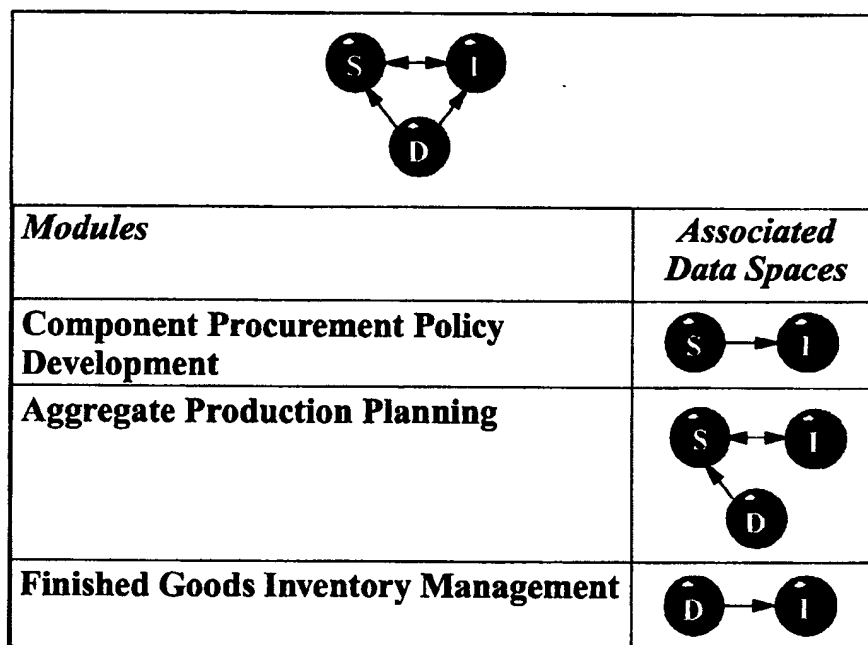 S I
D
Modules
Associated
Data Spaces
Component Procurement Policy
Development
S I
Aggregate Production Planning
S I
D
Finished Goods Inventory Management
D I